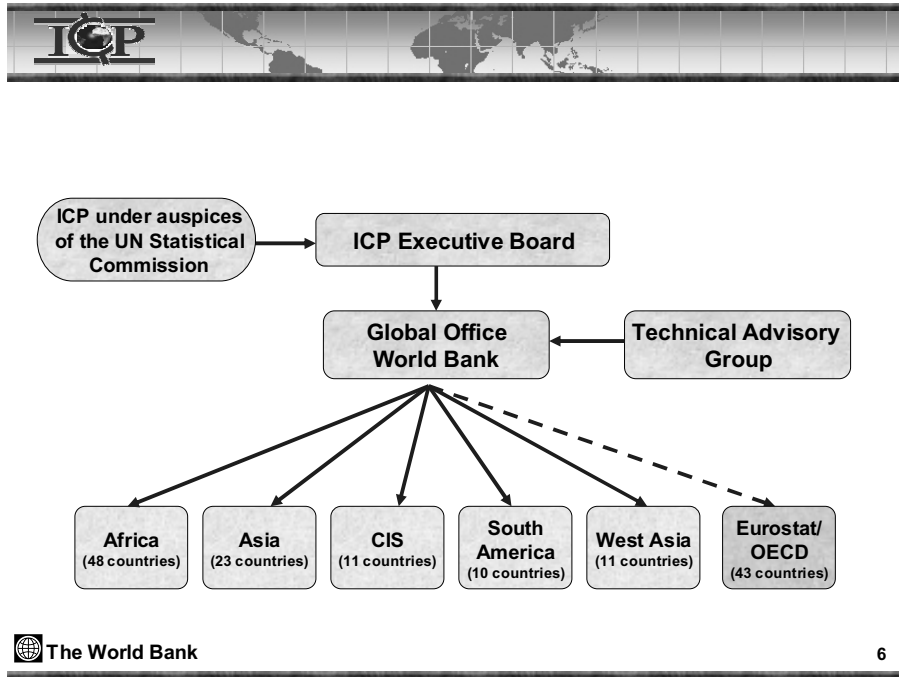 ICP
ICP under auspices
of the UN Statistical
Commission
ICP Executive Board
Global Office
World Bank
Technical Advisory
Group
Africa
(48 countries)
Asia
(23 countries)
CIS
(11 countries)
South
America
(10 countries)
West Asia
(11 countries)
Eurostat/
OECD
(43 countries)
The World Bank
6